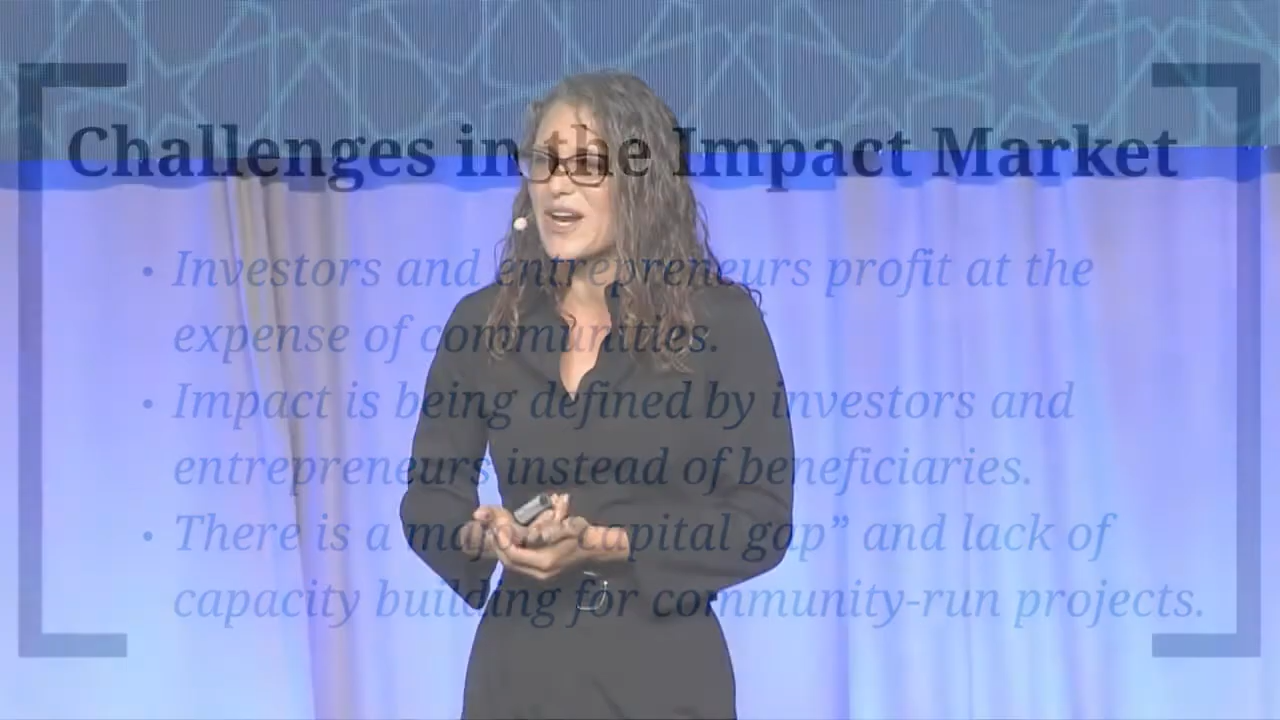 Challenges in the Impact Market
• Investors and entrepreneurs profit at the
expense of communities.
• Impact is being defined by investors and
entrepreneurs instead of beneficiaries.
• There is a major “capital gap” and lack of
capacity building for community-run projects.